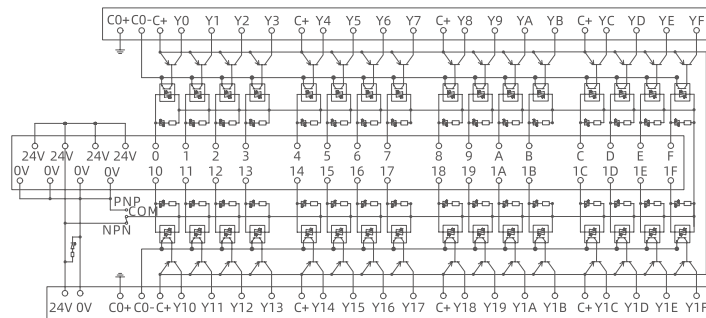 C0+ C0- C+ Y0 Y1 Y2 Y3 C+ Y4 Y5 Y6 Y7 C+ Y8 Y9 YA YB C+ YC YD YE YF
24V 24V 24V 24V 0 1 2 3 4 5 6 7 8 9 A B C D E F
0V 0V 0V 0V 10 11 12 13 14 15 16 17 18 19 1A 1B 1C 1D 1E 1F
PNP
COM
NPN
24V 0V C0+ C0- C+ Y10 Y11 Y12 Y13 C+ Y14 Y15 Y16 Y17 C+ Y18 Y19 Y1A Y1B C+ Y1C Y1D Y1E Y1F